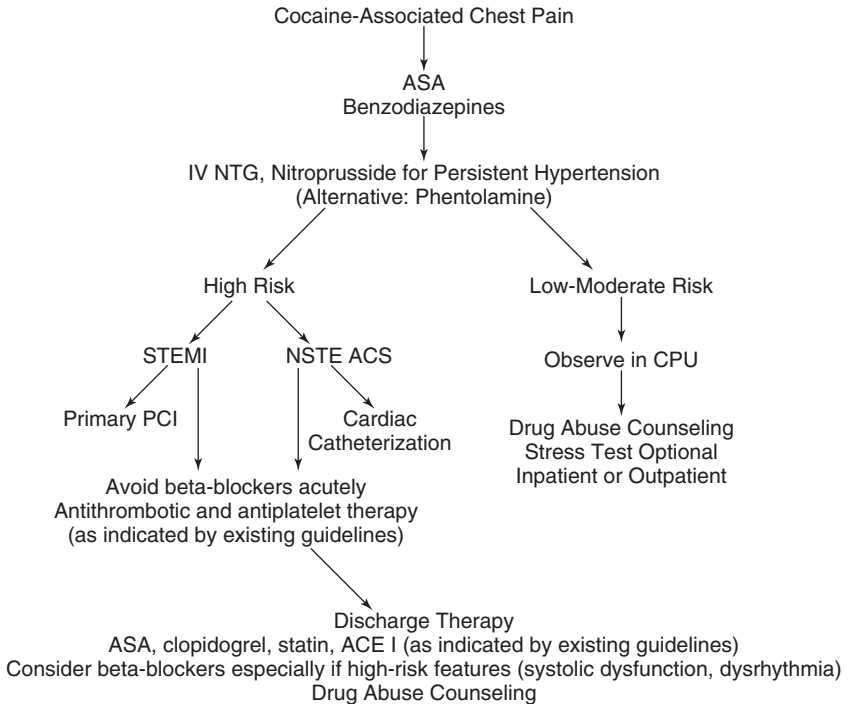 Cocaine-Associated Chest Pain
ASA
Benzodiazepines
IV NTG, Nitroprusside for Persistent Hypertension
(Alternative: Phentolamine)
High Risk
Low-Moderate Risk
STEMI
NSTE ACS
Observe in CPU
Primary PCI
Cardiac
Catheterization
Drug Abuse Counseling
Stress Test Optional
Inpatient or Outpatient
Avoid beta-blockers acutely
Antithrombotic and antiplatelet therapy
(as indicated by existing guidelines)
Discharge Therapy
ASA, clopidogrel, statin, ACE I (as indicated by existing guidelines)
Consider beta-blockers especially if high-risk features (systolic dysfunction, dysrhythmia)
Drug Abuse Counseling